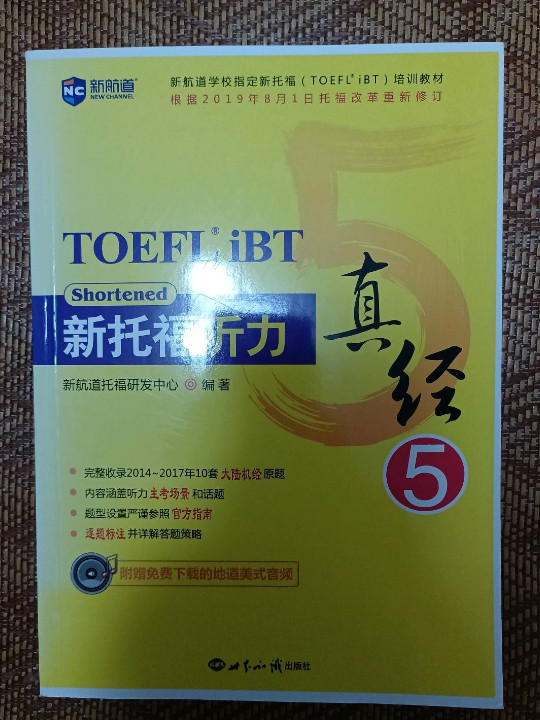 NC
新航道
NEW CHANNEL
新航道学校指定新托福(TOEFL® iBT)培训教材
根据2019年8月1日托福改革重新修订
5
TOEFL® iBT
Shortened
新托福听力
真经
新航道托福研发中心 ◎ 编著
5
完整收录2014~2017年10套大陆机经原题
内容涵盖听力主考场景和话题
题型设置严谨参照官方指南
逐题标注并详解答题策略
附赠免费下载的地道美式音频
世界知识出版社